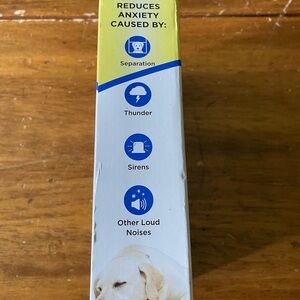 REDUCES
ANXIETY
CAUSED BY:
Separation
Thunder
Sirens
Other Loud
Noises